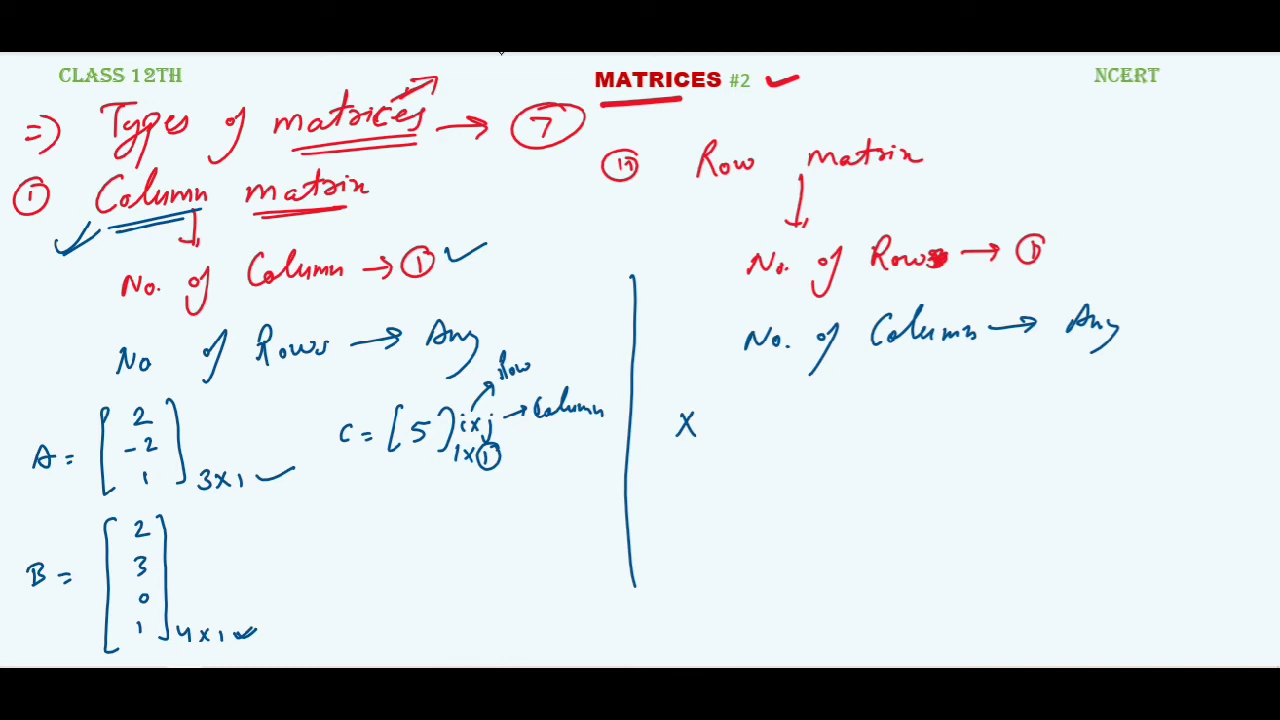 CLASS 12TH
MATRICES #2
NCERT
=) Types of matrices → 7
① Column matrix
No. of Column → ①
No of Rows → Any
A = [ 2
-2
1 ] 3×1
C = [5] i×j → Column
Row
1×①
B = [ 2
3
0
1 ] 4×1
Row matrix
No. of Rows → ①
No. of Column → Any
X